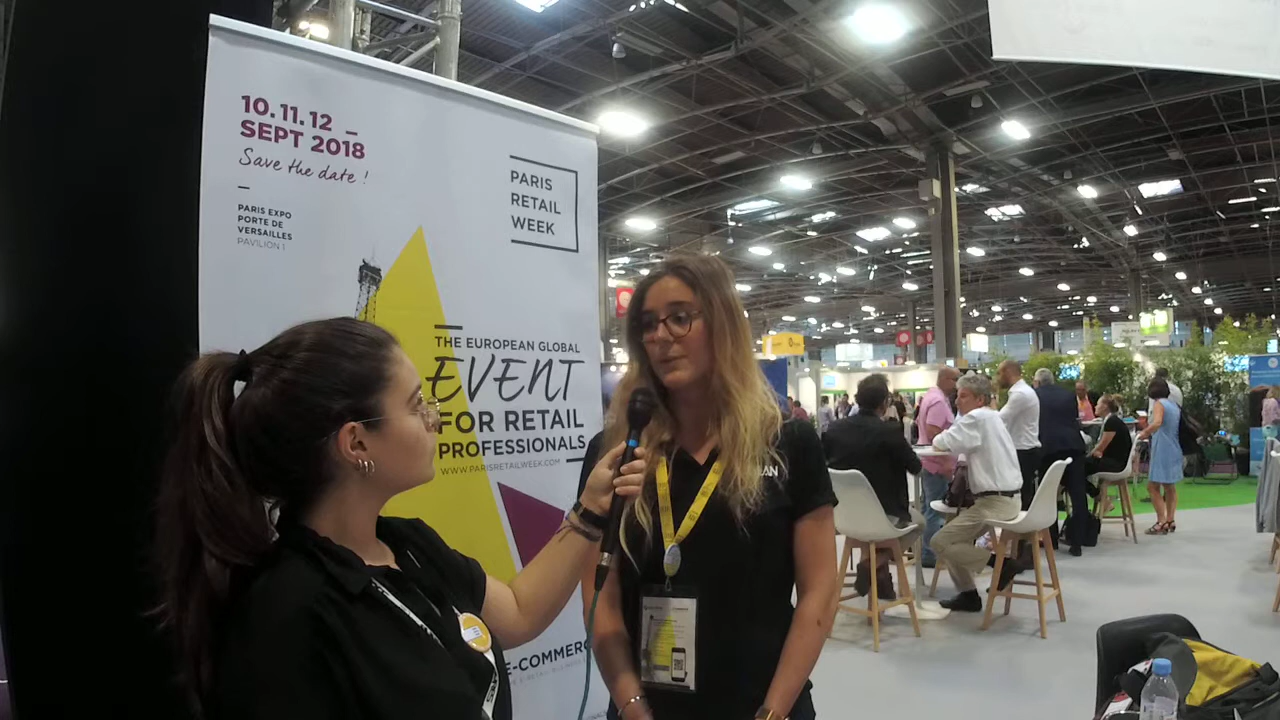 10.11.12 _
SEPT 2018
Save the date !
PARIS EXPO
PORTE DE
VERSAILLES
PAVILION 1
PARIS
RETAIL
WEEK
THE EUROPEAN GLOBAL
EVENT
FOR RETAIL
PROFESSIONALS
WWW.PARISRETAILWEEK.COM
E-COMMERC